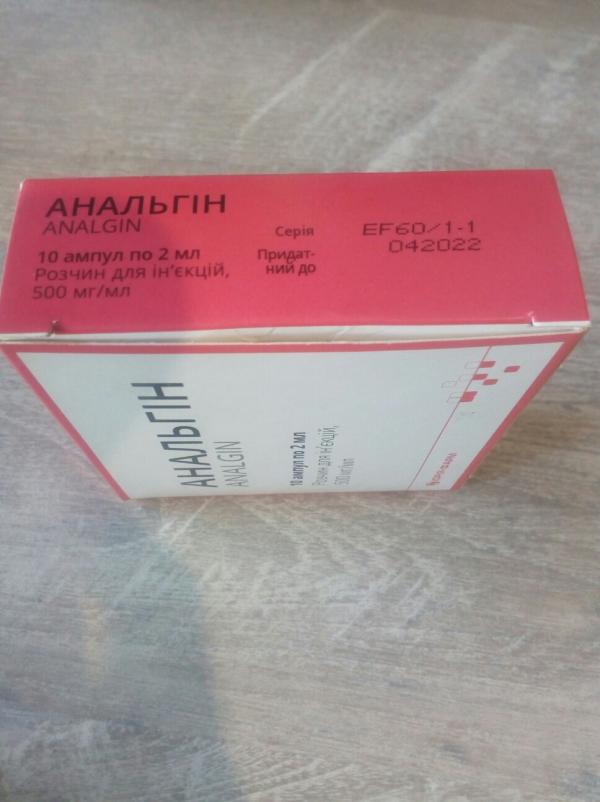 АНАЛЬГІН
ANALGIN
10 ампул по 2 мл
Розчин для ін'єкцій,
500 мг/мл
Серія
Придат-
ний до
EF60/1-1
042022
АНАЛЬГІН
ANALGIN
10 ампул по 2 мл
Розчин для ін'єкцій,
500 мг/мл